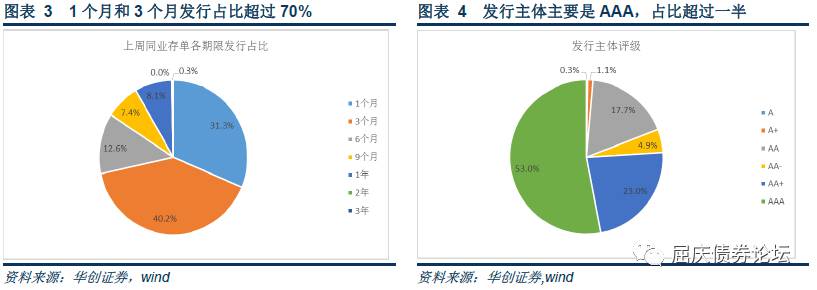 图表 3 1个月和3个月发行占比超过70%
上周同业存单各期限发行占比
0.0%
0.3%
8.1%
7.4%
12.6%
31.3%
40.2%
1个月
3个月
6个月
9个月
1年
2年
3年
资料来源：华创证券，wind
图表 4 发行主体主要是AAA，占比超过一半
发行主体评级
0.3%
1.1%
17.7%
4.9%
23.0%
53.0%
A
A+
AA
AA-
AA+
AAA
屈庆债券论坛
资料来源：华创证券,wind